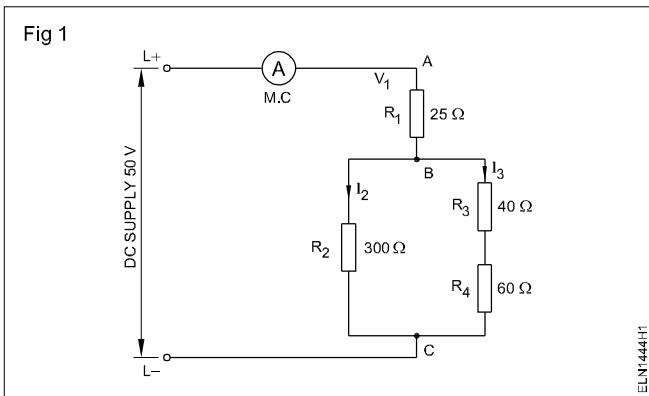 Fig 1
L+
A
M.C
V1
A
R1
25 Ω
B
I2
I3
R3
40 Ω
DC SUPPLY 50 V
R2
300 Ω
R4
60 Ω
C
L−
ELN1444H1